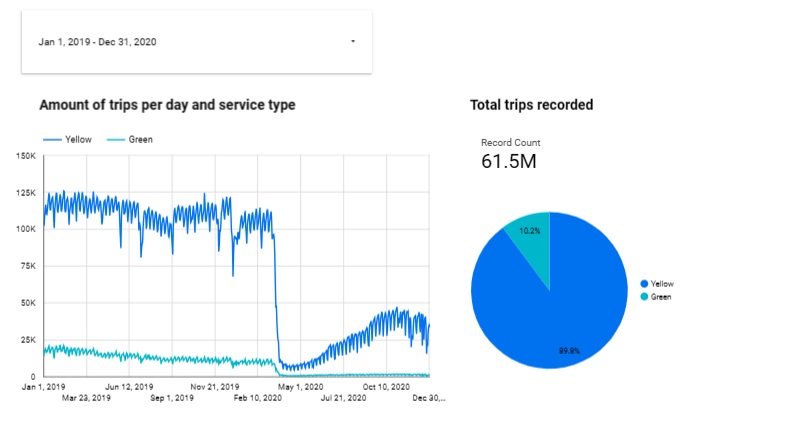 Jan 1, 2019 - Dec 31, 2020
Amount of trips per day and service type
Yellow Green
150K
125K
100K
75K
50K
25K
0
Jan 1, 2019 Jun 12, 2019 Nov 21, 2019 May 1, 2020 Oct 10, 2020
Mar 23, 2019 Sep 1, 2019 Feb 10, 2020 Jul 21, 2020 Dec 30,...
Total trips recorded
Record Count
61.5M
10.2%
89.8%
Yellow
Green